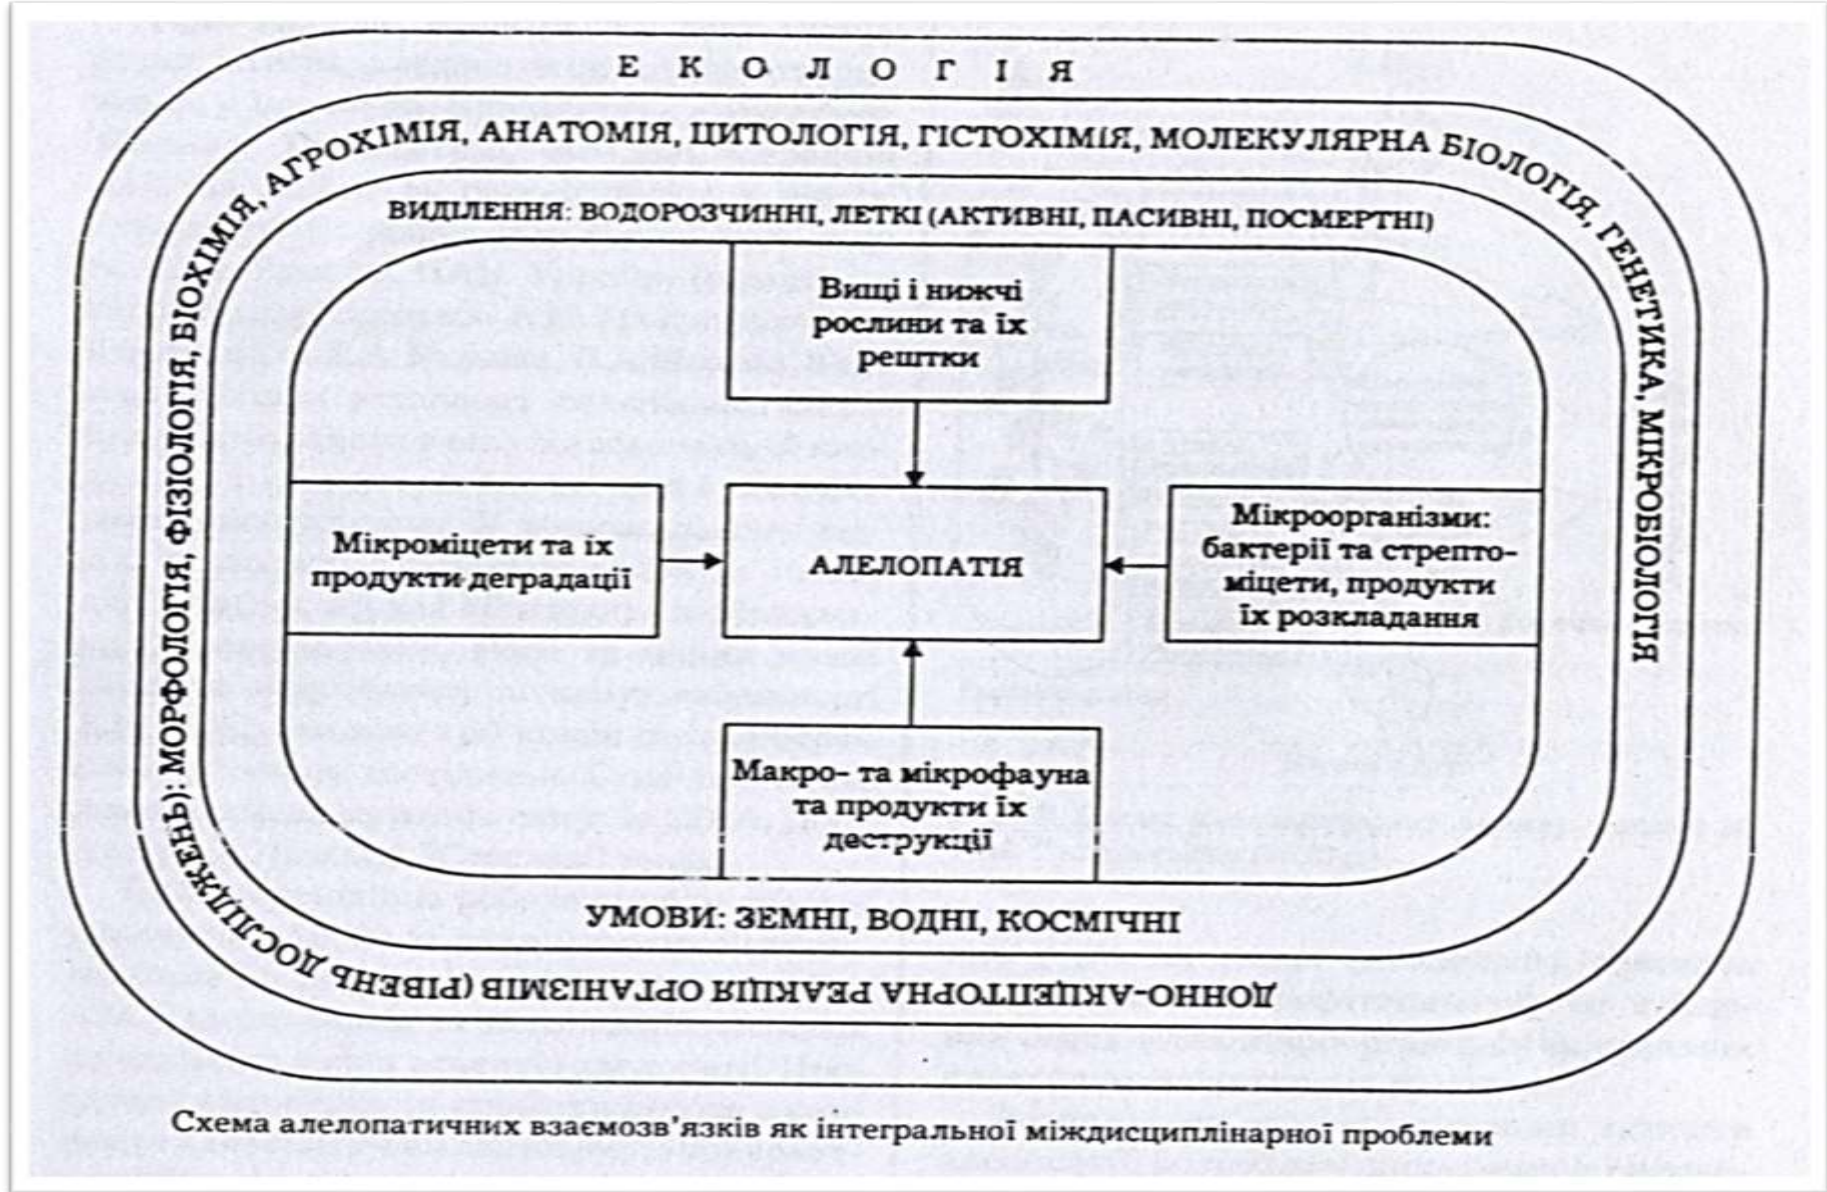 ЕКОЛОГІЯ
ДОННО-АКЦЕПТОРНА РЕАКЦІЯ ОРГАНІЗМІВ (РІВЕНЬ ДОСЛІДЖЕНЬ): МОРФОЛОГІЯ, ФІЗІОЛОГІЯ, БІОХІМІЯ, АГРОХІМІЯ, АНАТОМІЯ, ЦИТОЛОГІЯ, ГІСТОХІМІЯ, МОЛЕКУЛЯРНА БІОЛОГІЯ, ГЕНЕТИКА, МІКРОБІОЛОГІЯ
ВИДІЛЕННЯ: ВОДОРОЗЧИННІ, ЛЕТКІ (АКТИВНІ, ПАСИВНІ, ПОСМЕРТНІ)
Вищі і нижчі
рослини та їх
рештки
Мікроміцети та їх
продукти деградації
АЛЕЛОПАТІЯ
Мікроорганізми:
бактерії та стрепто-
міцети, продукти
їх розкладання
Макро- та мікрофауна
та продукти їх
деструкції
УМОВИ: ЗЕМНІ, ВОДНІ, КОСМІЧНІ
Схема алелопатичних взаємозв’язків як інтегральної міждисциплінарної проблеми